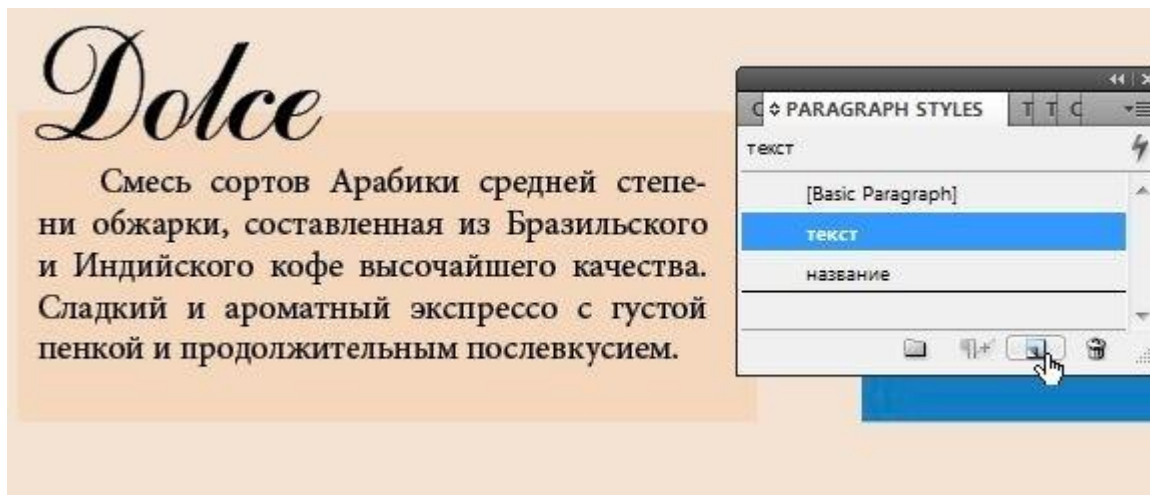 Dolce
Смесь сортов Арабики средней степе-
ни обжарки, составленная из Бразильского
и Индийского кофе высочайшего качества.
Сладкий и ароматный экспрессо с густой
пенкой и продолжительным послевкусием.
C PARAGRAPH STYLES T T C
текст
[Basic Paragraph]
текст
название